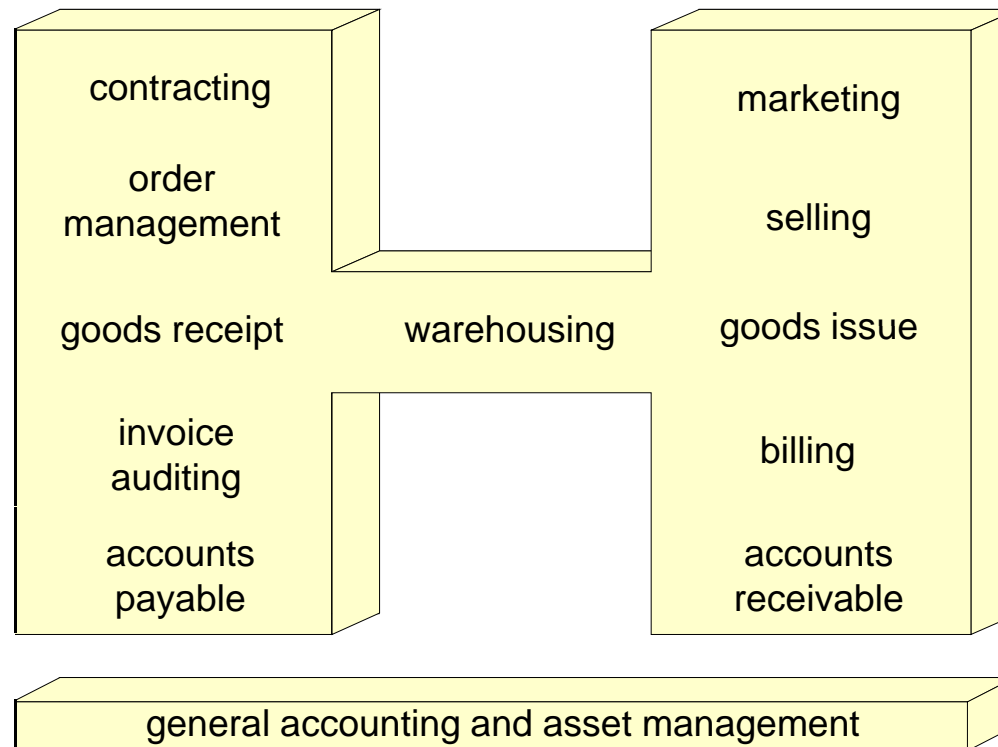 contracting
order
management
goods receipt
invoice
auditing
accounts
payable
warehousing
marketing
selling
goods issue
billing
accounts
receivable
general accounting and asset management